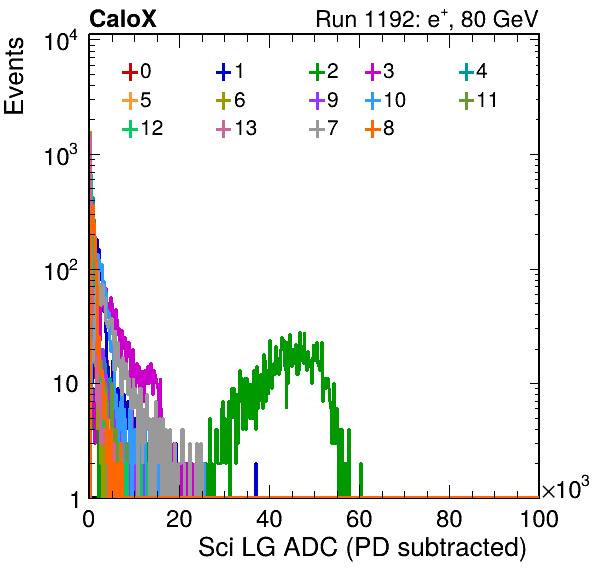 CaloX Run 1192: e⁺, 80 GeV
Events
10⁴
10³
10²
10
1
0 1 2 3 4
5 6 9 10 11
12 13 7 8
0 20 40 60 80 100
×10³
Sci LG ADC (PD subtracted)